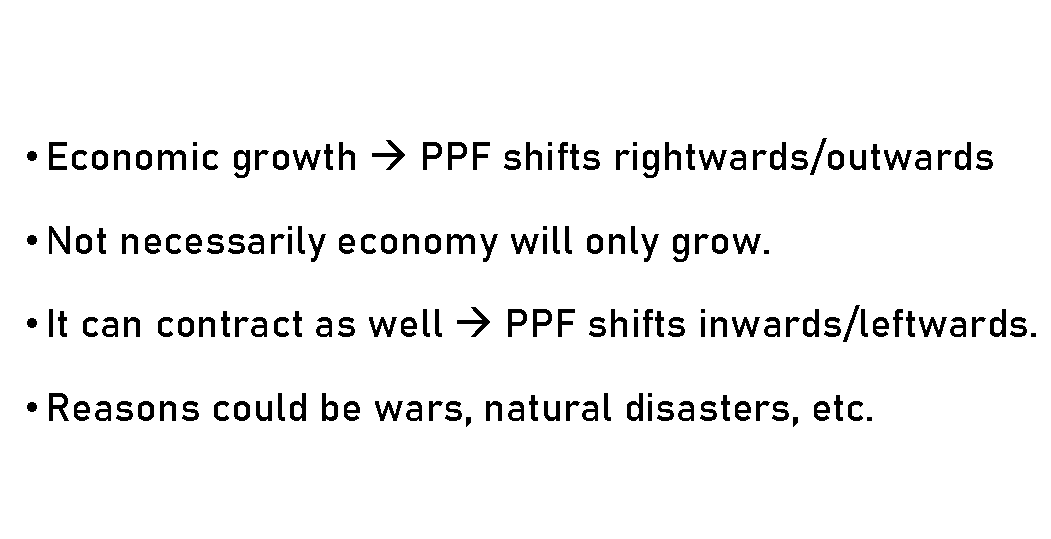 • Economic growth → PPF shifts rightwards/outwards
• Not necessarily economy will only grow.
• It can contract as well → PPF shifts inwards/leftwards.
• Reasons could be wars, natural disasters, etc.